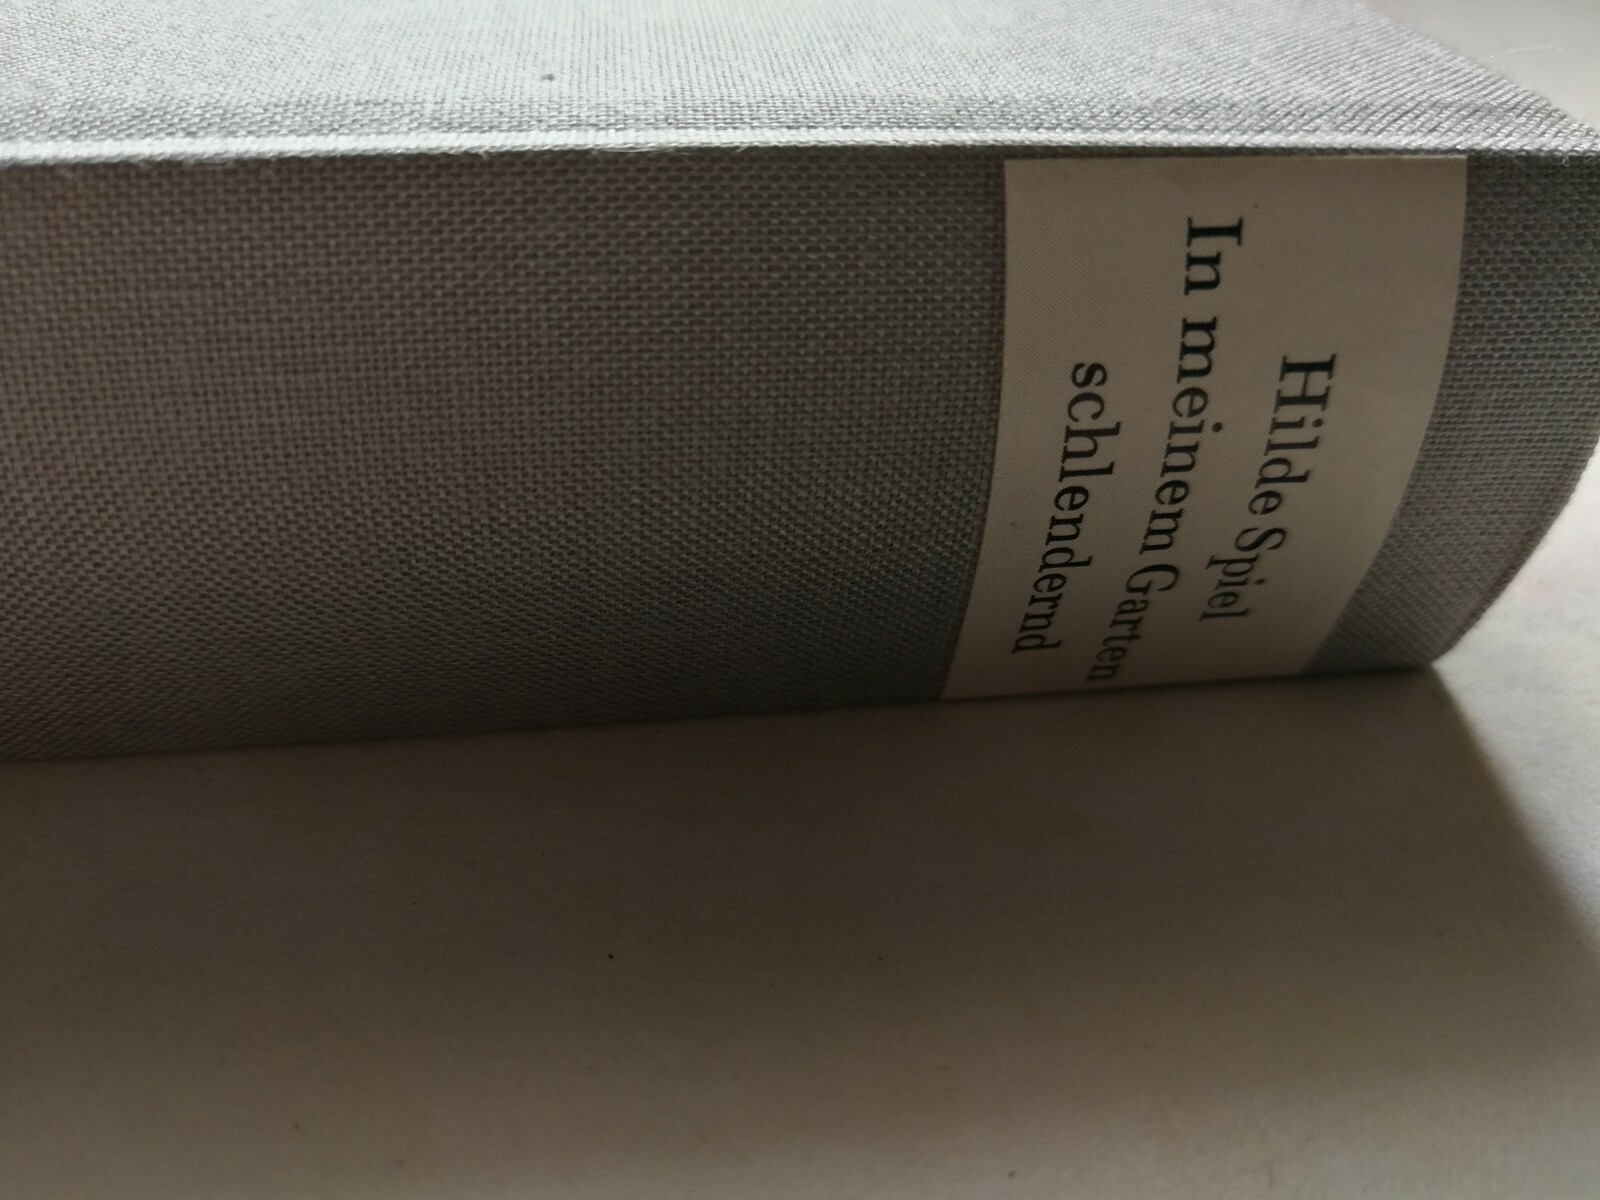 Hilde Spiel
In meinem Garten
schlendernd